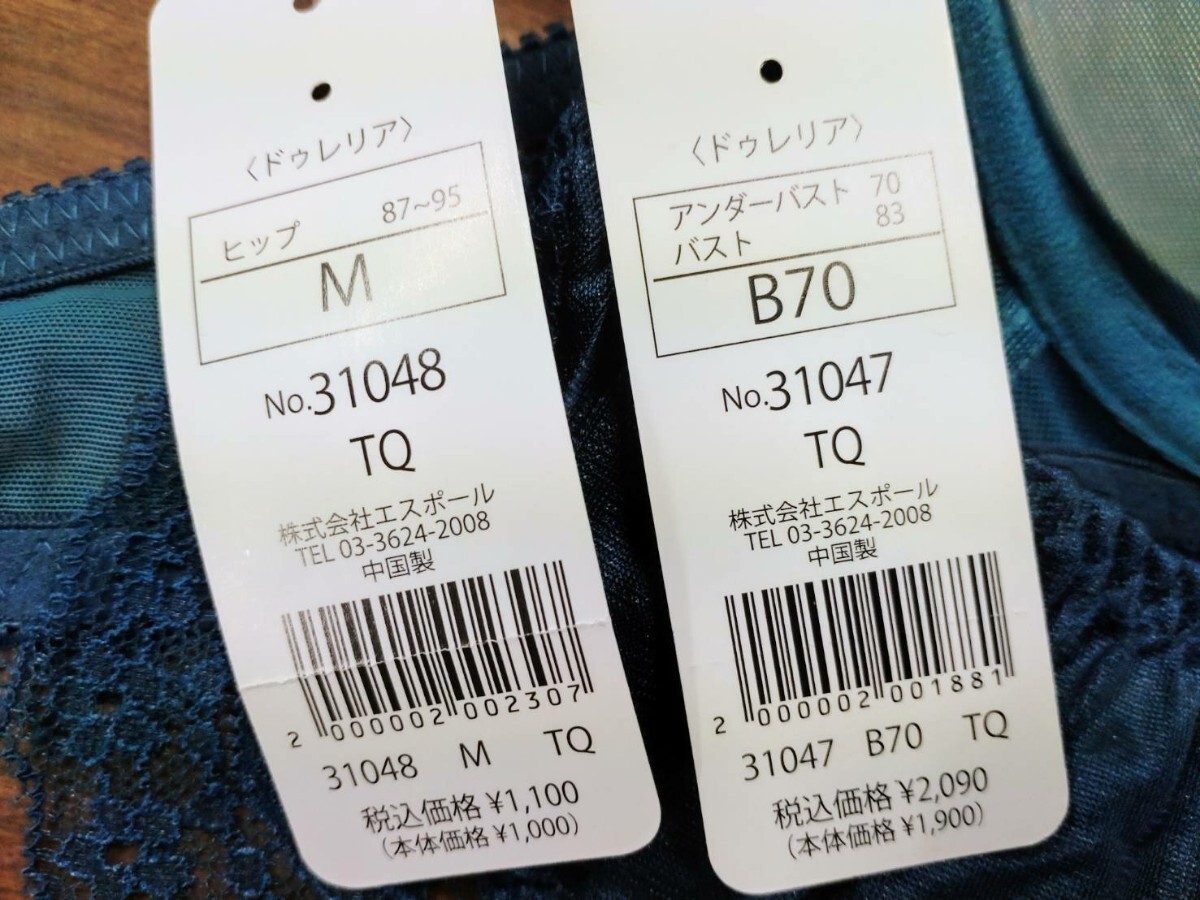 〈ドゥレリア〉
ヒップ 87~95
M
No.31048
TQ
株式会社エスポール
TEL 03-3624-2008
中国製
2 000002 002307
31048 M TQ
税込価格 ¥1,100
(本体価格 ¥1,000)
〈ドゥレリア〉
アンダーバスト 70
バスト 83
B70
No.31047
TQ
株式会社エスポール
TEL 03-3624-2008
中国製
2 000002 001881
31047 B70 TQ
税込価格 ¥2,090
(本体価格 ¥1,900)